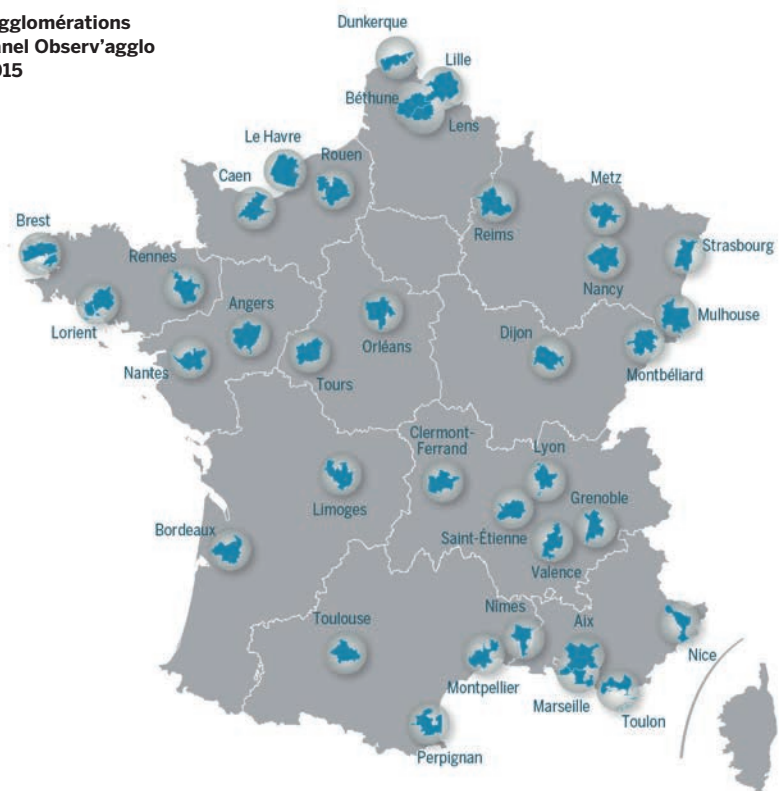 gglomérations
nel Observ'agglo
Dunkerque
Lille
Béthune
Lens
Le Havre
Rouen
Caen
Metz
Reims
Brest
Strasbourg
Rennes
Nancy
Angers
Lorient
Mulhouse
Orléans
Dijon
Nantes
Tours
Montbéliard
Clermont-
Ferrand
Lyon
Grenoble
Limoges
Saint-Étienne
Bordeaux
Valence
Toulouse
Nîmes
Aix
Nice
Montpellier
Marseille
Toulon
Perpignan